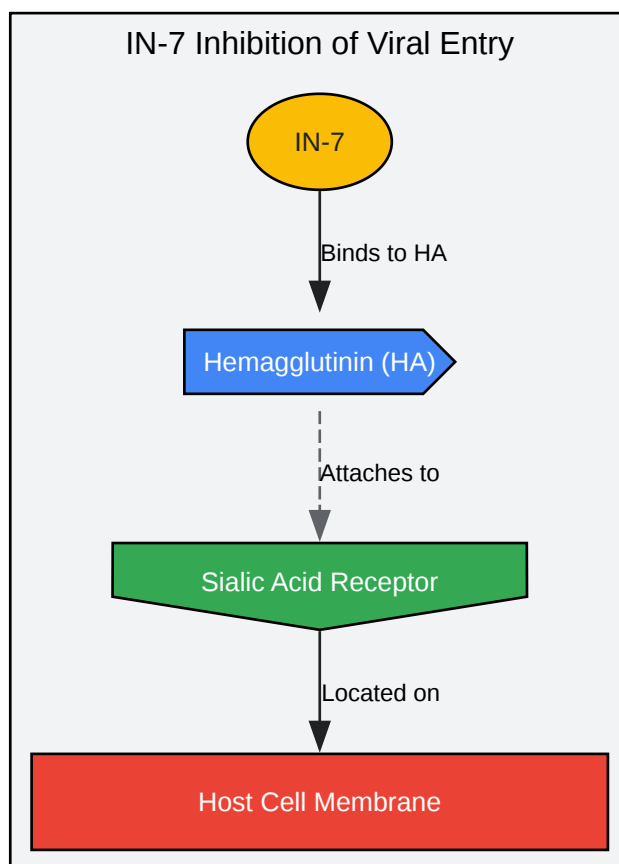 IN-7 Inhibition of Viral Entry
IN-7
Binds to HA
Hemagglutinin (HA)
Attaches to
Sialic Acid Receptor
Located on
Host Cell Membrane